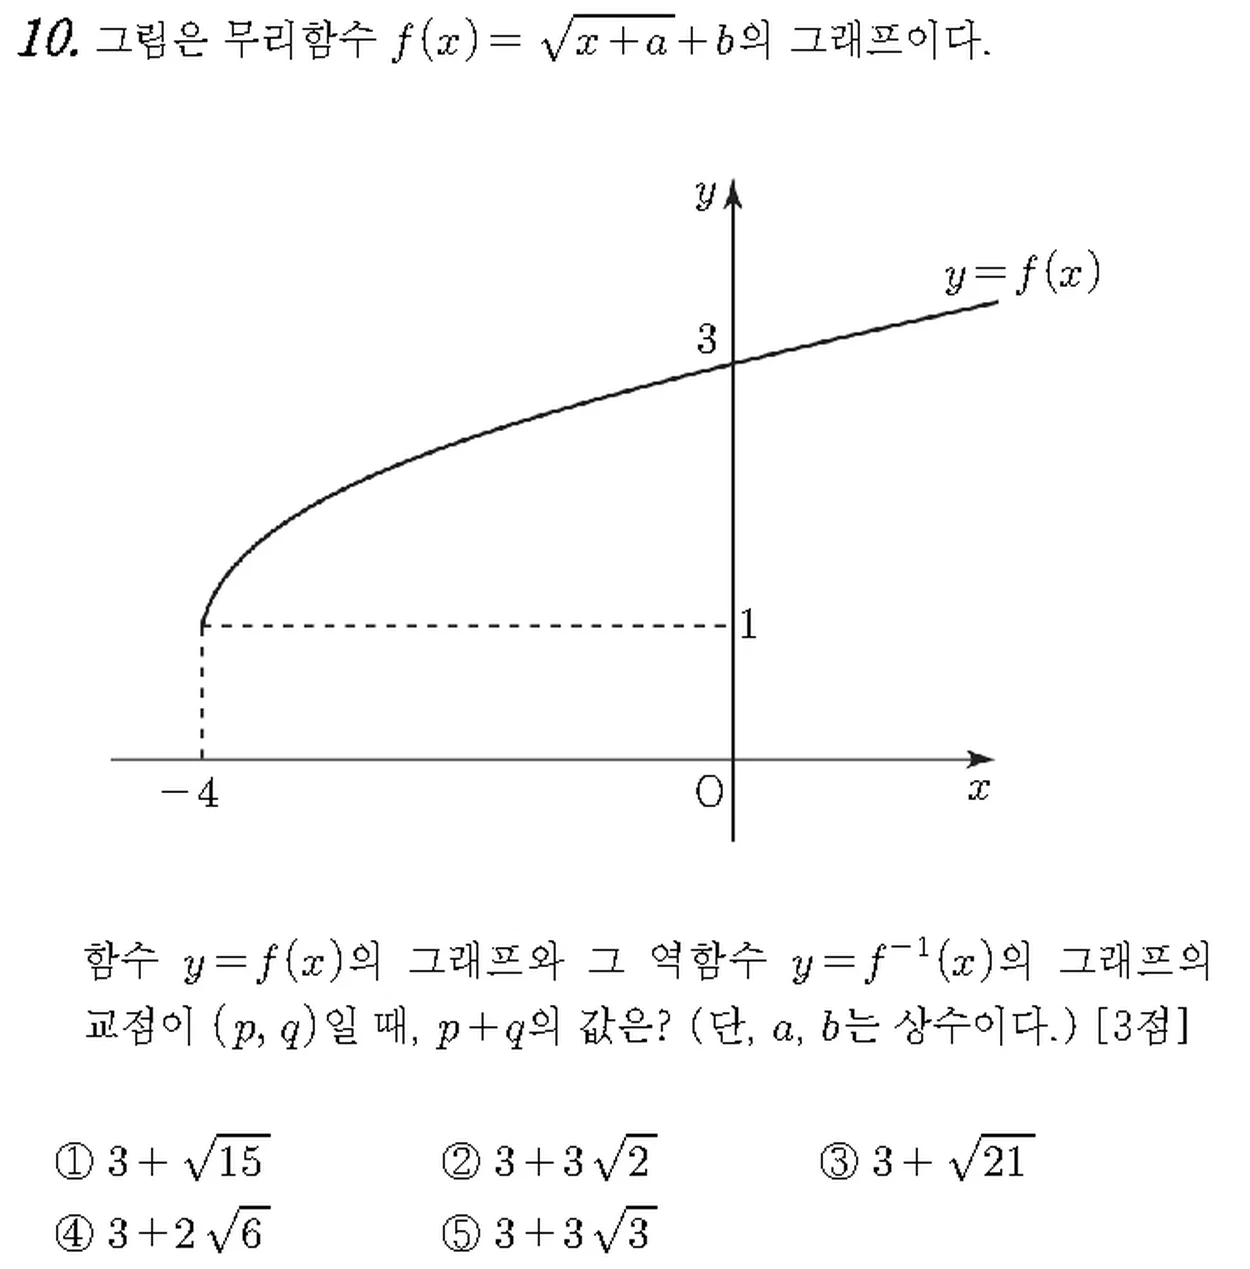 10. 그림은 무리함수 f(x)=√(x+a)+b의 그래프이다.
y
y=f(x)
3
1
-4
O
x
함수 y=f(x)의 그래프와 그 역함수 y=f⁻¹(x)의 그래프의
교점이 (p, q)일 때, p+q의 값은? (단, a, b는 상수이다.) [3점]
① 3+√15 ② 3+3√2 ③ 3+√21
④ 3+2√6 ⑤ 3+3√3